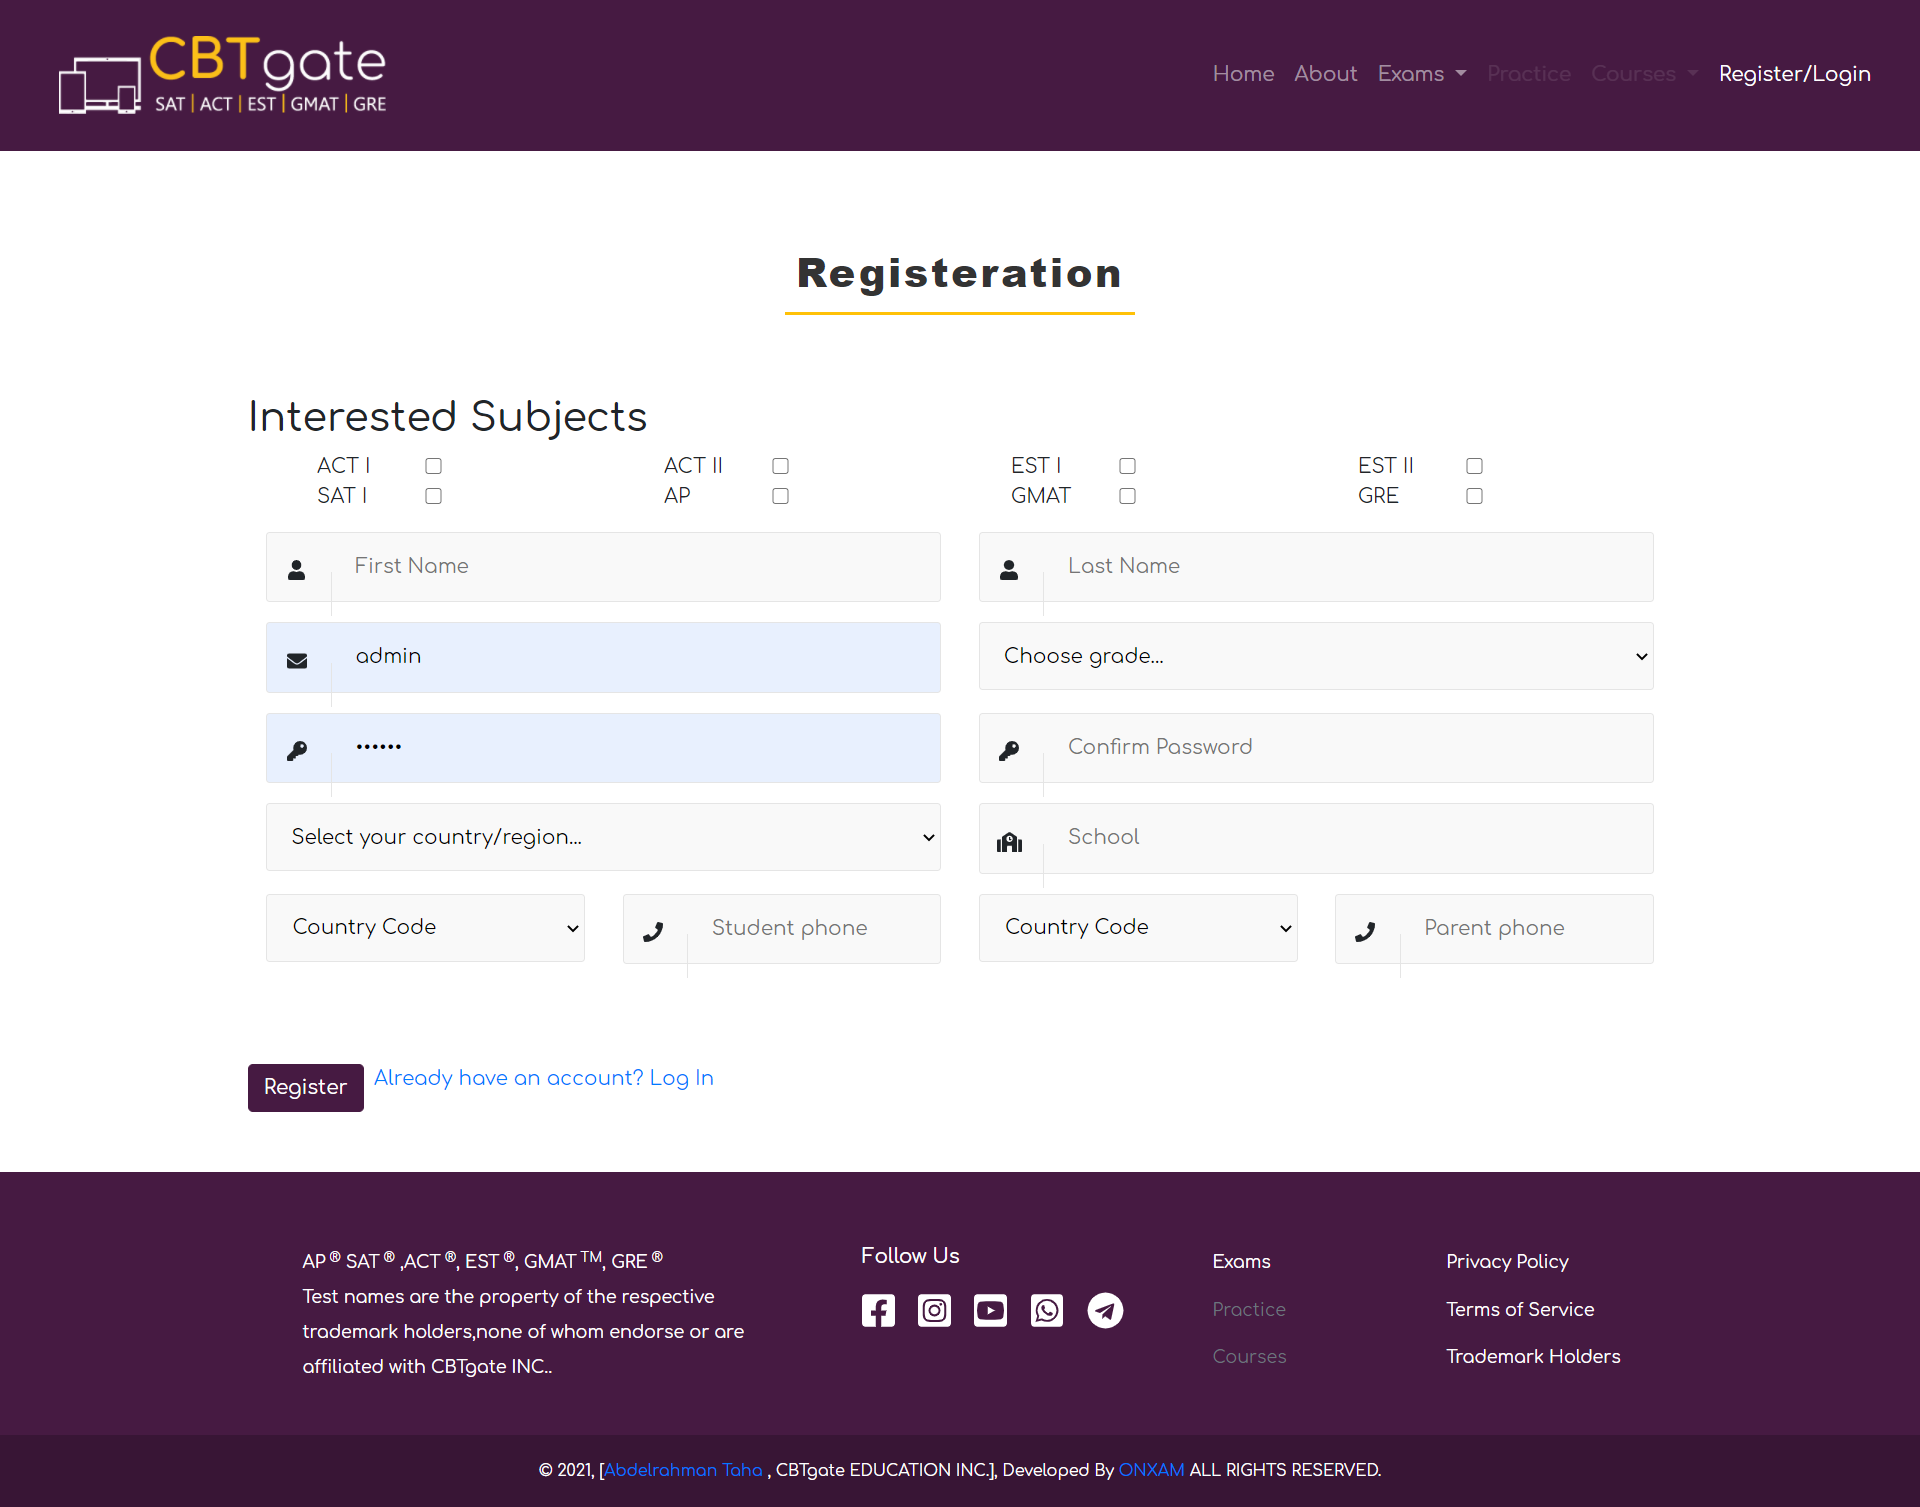 CBTgate
SAT | ACT | EST | GMAT | GRE
Home About Exams Practice Courses Register/Login
Registeration
Interested Subjects
ACT I ACT II EST I EST II
SAT I AP GMAT GRE
First Name Last Name
admin Choose grade...
•••••• Confirm Password
Select your country/region... School
Country Code Student phone Country Code Parent phone
Register Already have an account? Log In
AP ® SAT ® ,ACT ®, EST ®, GMAT TM, GRE ®
Test names are the property of the respective
trademark holders,none of whom endorse or are
affiliated with CBTgate INC..
Follow Us
Exams
Practice
Courses
Privacy Policy
Terms of Service
Trademark Holders
© 2021, [Abdelrahman Taha , CBTgate EDUCATION INC.], Developed By ONXAM ALL RIGHTS RESERVED.